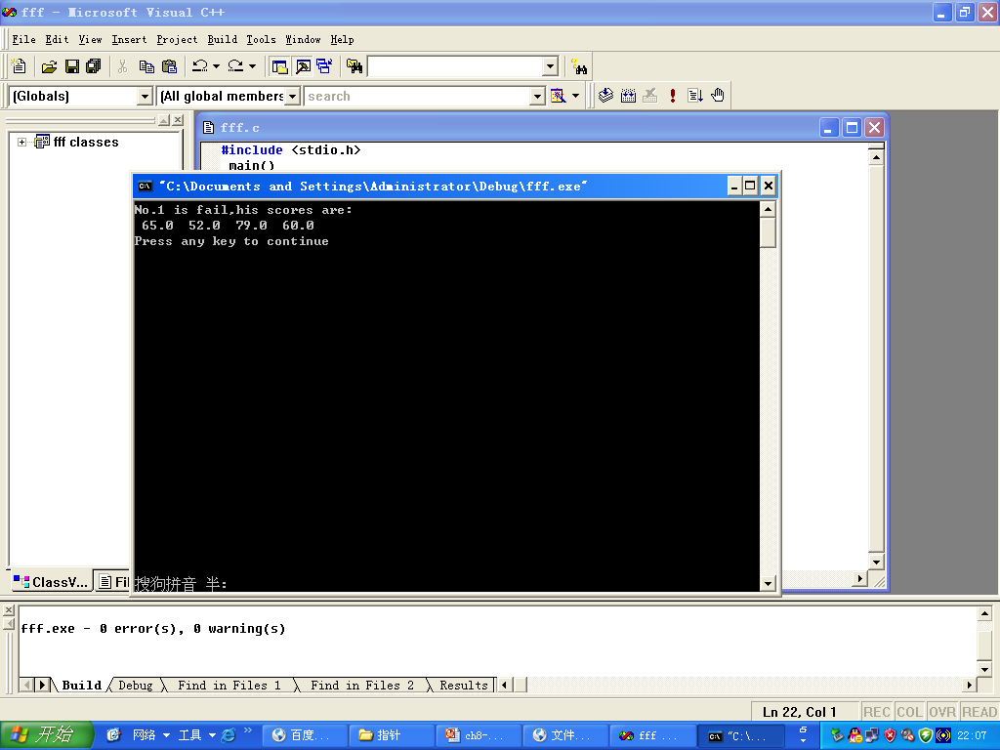 fff - Microsoft Visual C++
File Edit View Insert Project Build Tools Window Help
(Globals) (All global members search
fff classes
fff.c
#include <stdio.h>
main()
"C:\Documents and Settings\Administrator\Debug\fff.exe"
No.1 is fail,his scores are:
65.0 52.0 79.0 60.0
Press any key to continue
搜狗拼音 半:
ClassV... Fil
fff.exe - 0 error(s), 0 warning(s)
Build Debug Find in Files 1 Find in Files 2 Results
Ln 22, Col 1 REC COL OVR READ
开始 网络 工具 » 百度... 指针 ch8-... 文件... fff ... "C:\... 5 22:07